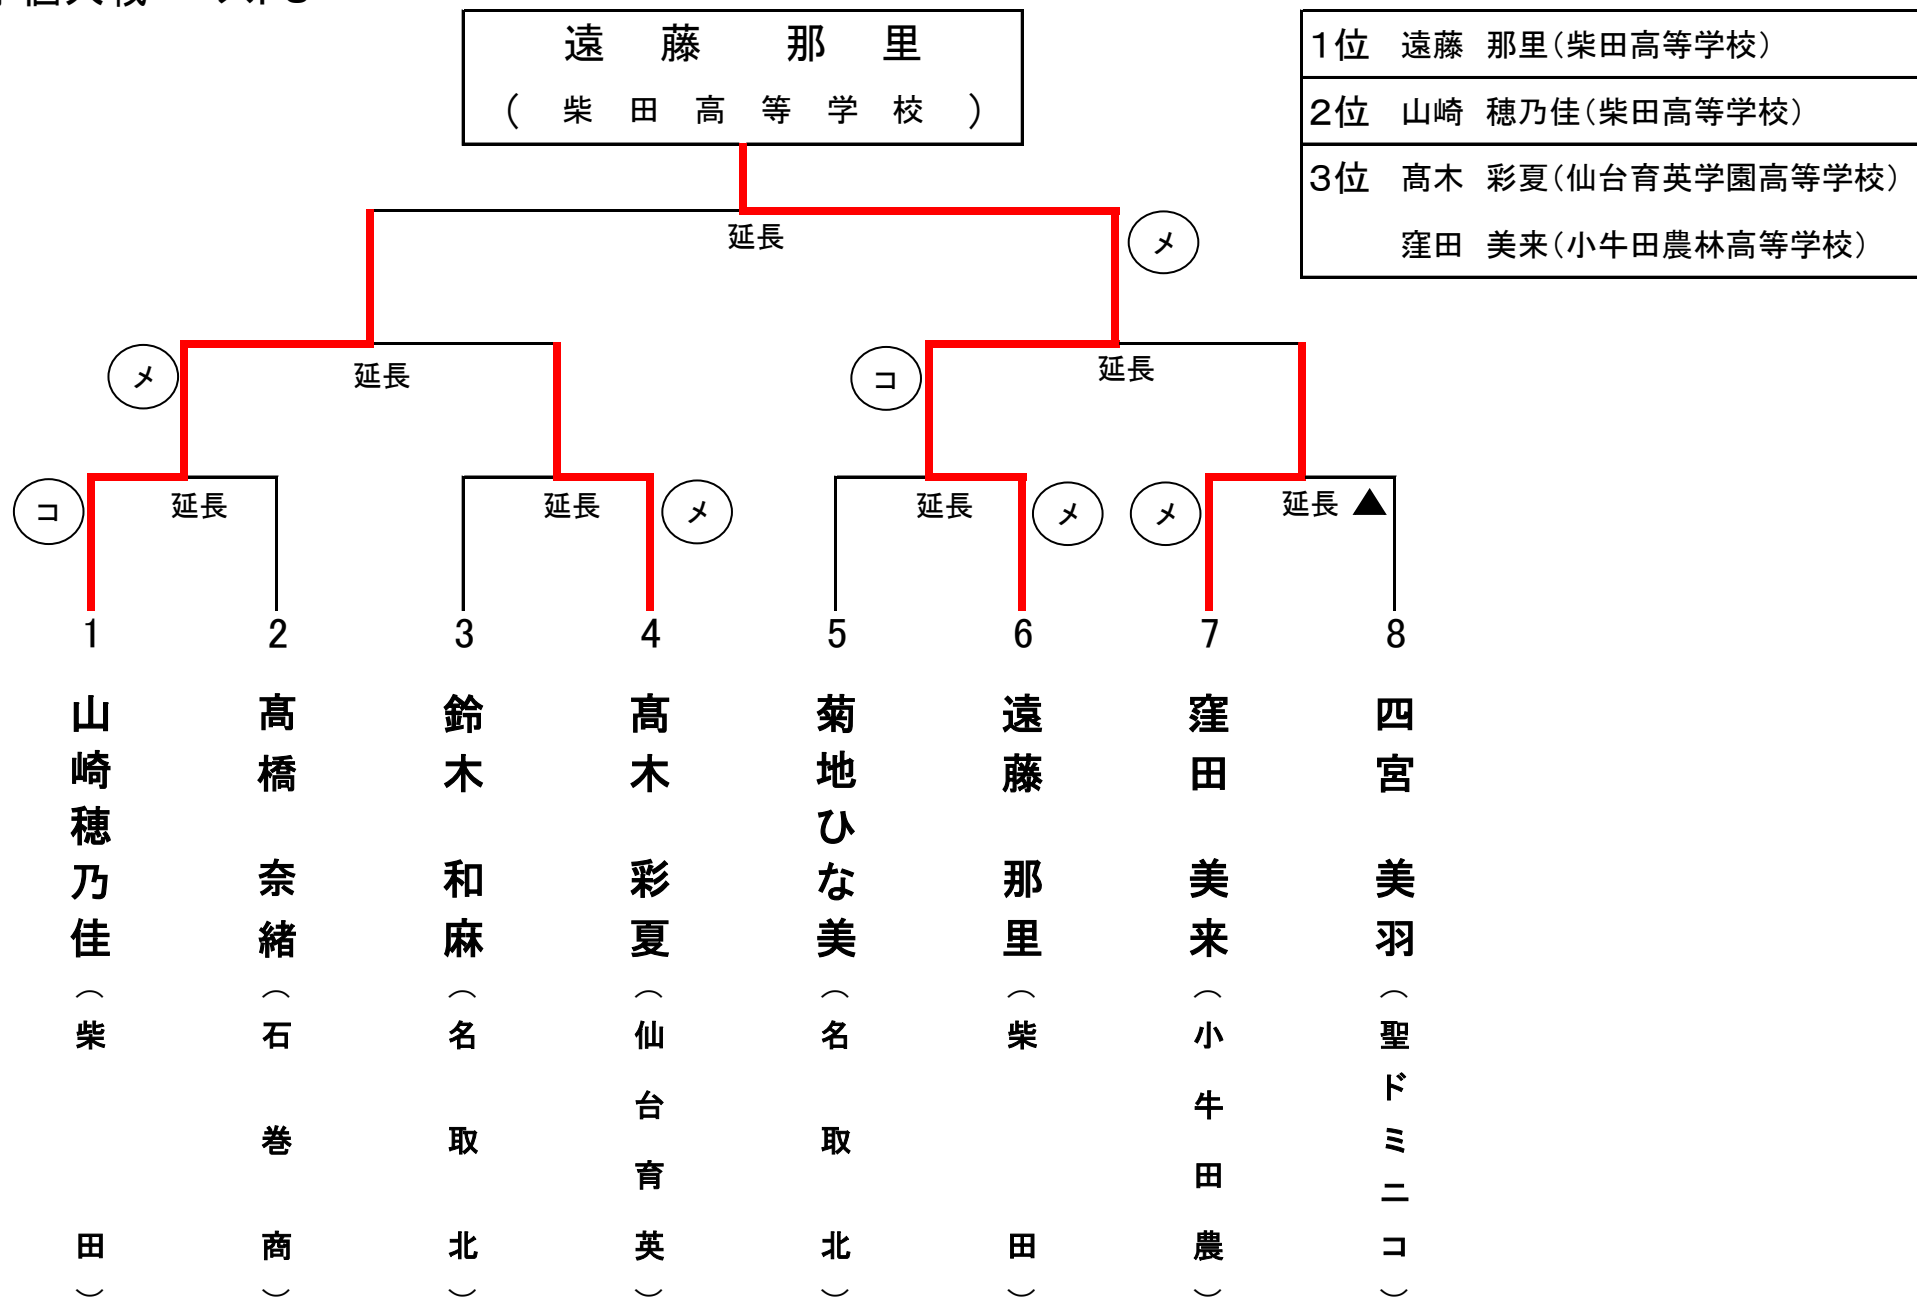 遠藤 那里
(柴田高等学校)
1位 遠藤 那里(柴田高等学校)
2位 山崎 穂乃佳(柴田高等学校)
3位 髙木 彩夏(仙台育英学園高等学校)
窪田 美来(小牛田農林高等学校)
延長
メ
メ
延長
コ
延長
コ
延長
延長
メ
延長
メ
メ
延長 ▲
1
2
3
4
5
6
7
8
山崎穂乃佳(柴田)
髙橋 奈緒(石巻商)
鈴木 和麻(名取北)
髙木 彩夏(仙台育英)
菊地ひな美(名取北)
遠藤 那里(柴田)
窪田 美来(小牛田農)
四宮 美羽(聖ドミニコ)